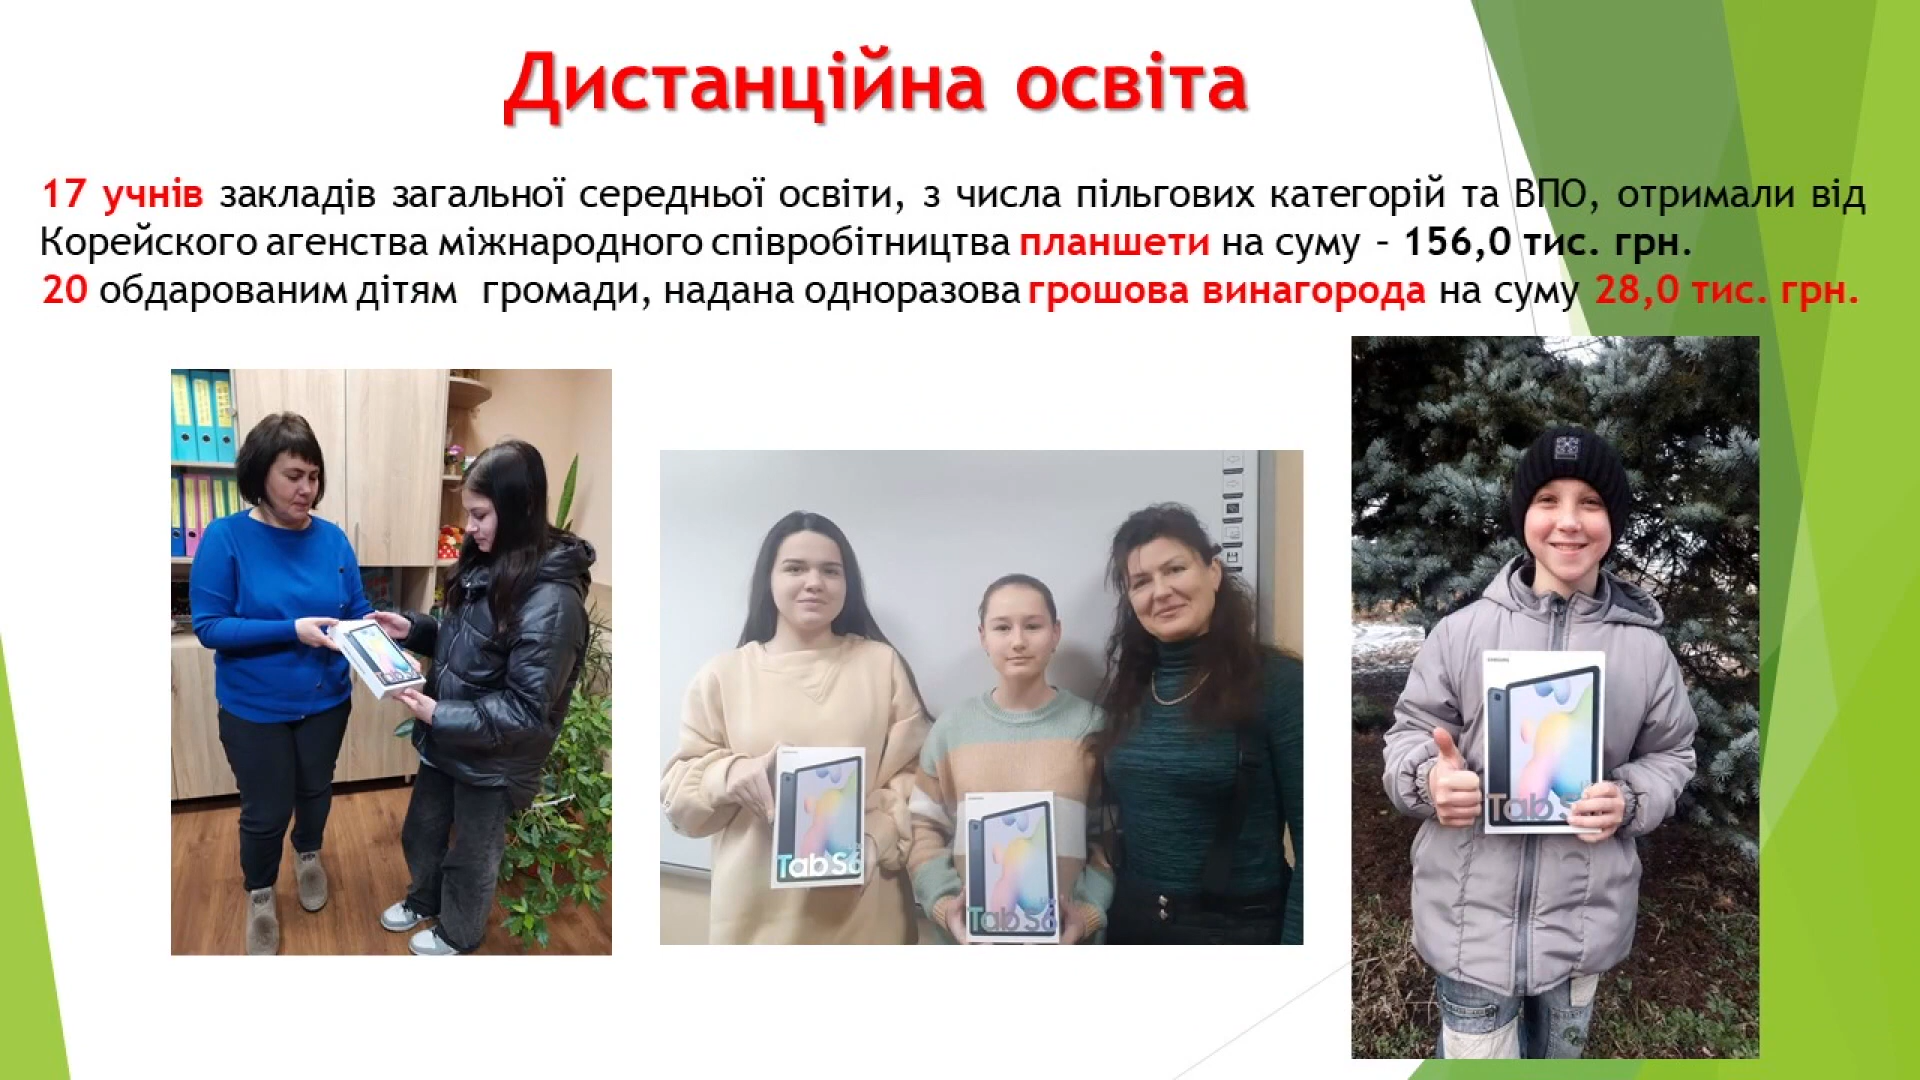 Дистанційна освіта
17 учнів закладів загальної середньої освіти, з числа пільгових категорій та ВПО, отримали від
Корейского агенства міжнародного співробітництва планшети на суму – 156,0 тис. грн.
20 обдарованим дітям громади, надана одноразова грошова винагорода на суму 28,0 тис. грн.
Tab S6
Tab S6
SAMSUNG
Tab S